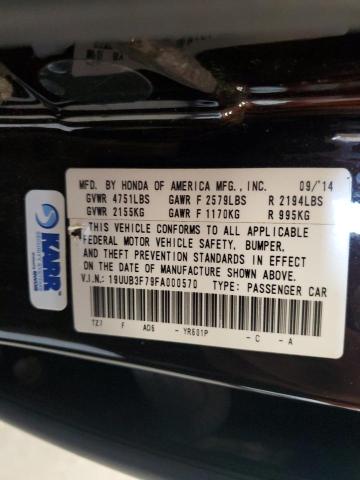 MFD. BY HONDA OF AMERICA MFG., INC. 09/'14
GVWR 4751LBS GAWR F 2579LBS R 2194LBS
GVWR 2155KG GAWR F 1170KG R 995KG
THIS VEHICLE CONFORMS TO ALL APPLICABLE
FEDERAL MOTOR VEHICLE SAFETY, BUMPER,
AND THEFT PREVENTION STANDARDS IN EFFECT
ON THE DATE OF MANUFACTURE SHOWN ABOVE.
V.I.N.: 19UUB3F79FA000570 TYPE: PASSENGER CAR
TZ7 F AD6 YR601P C A
KARR